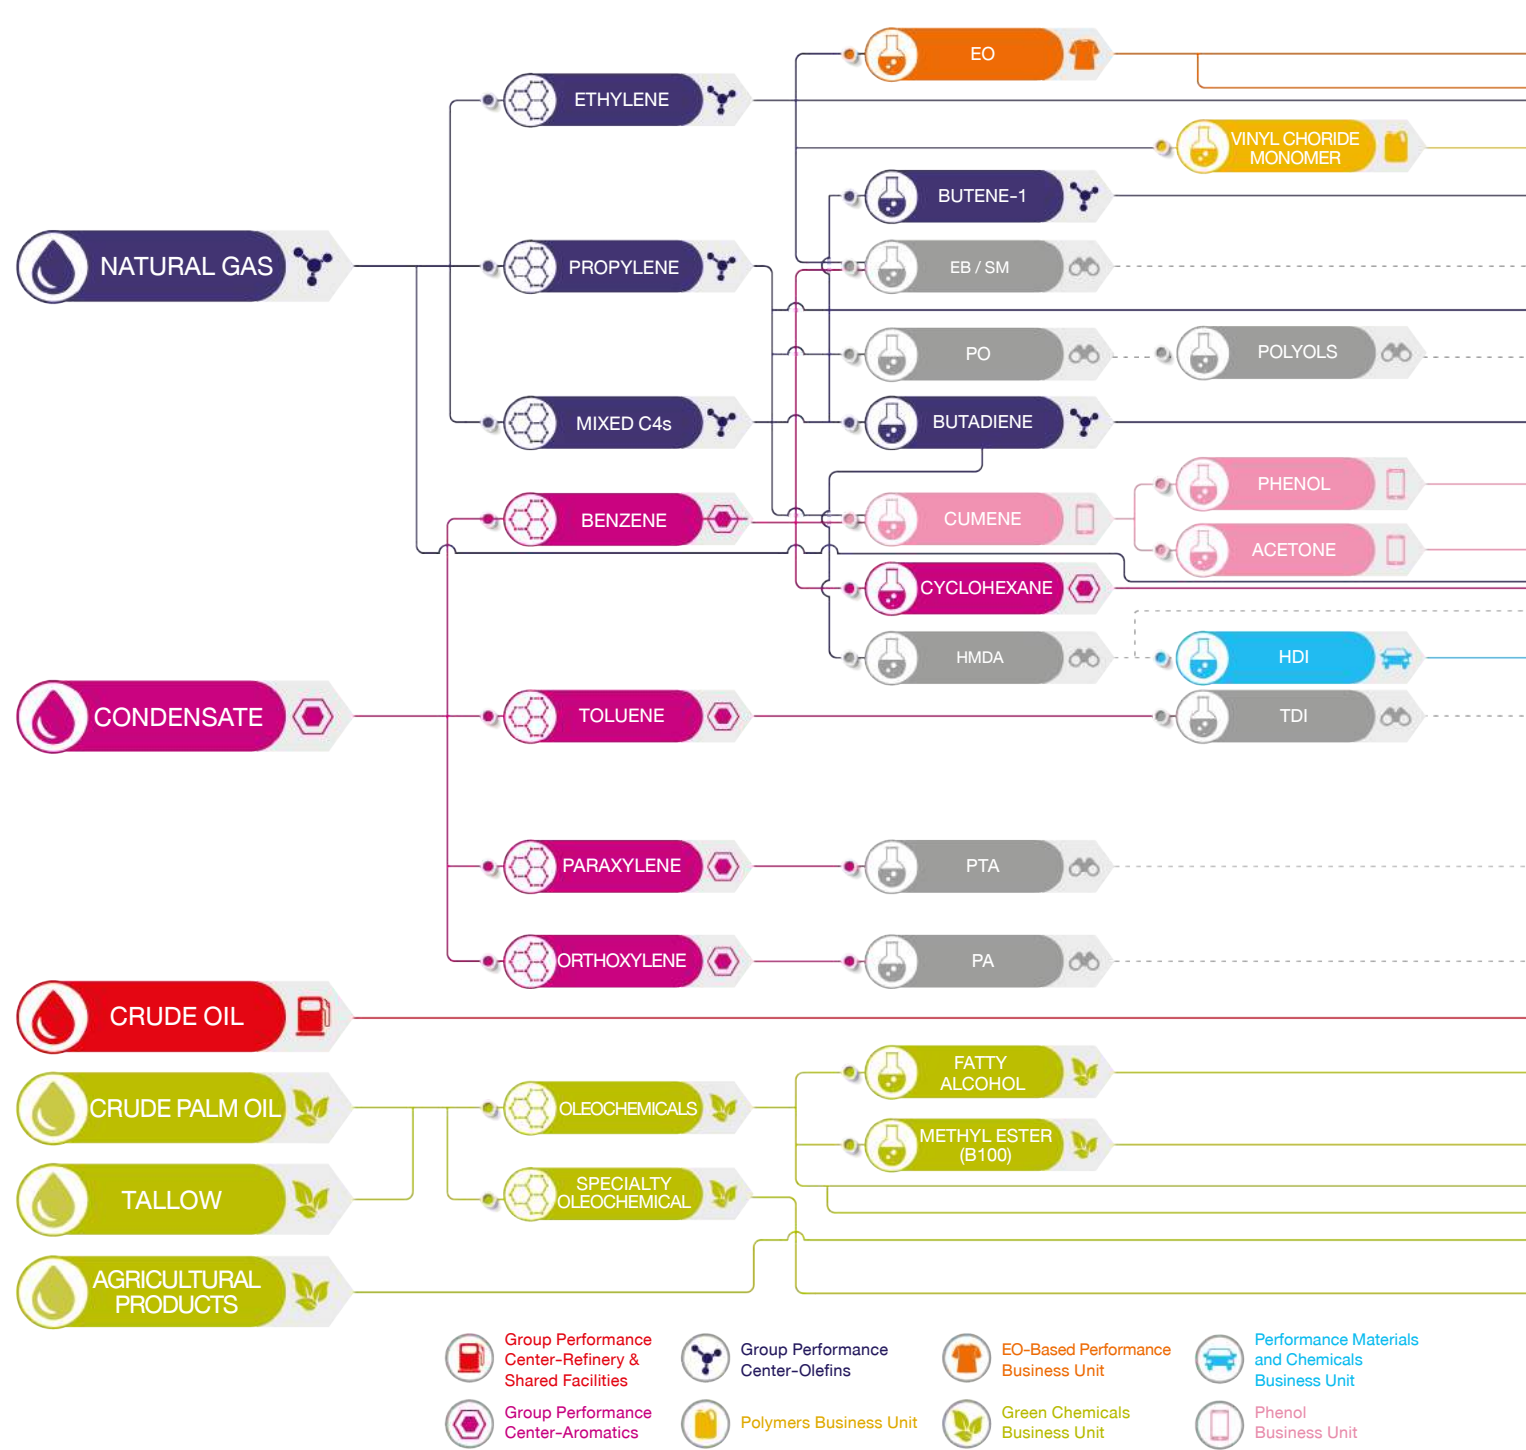 EO
ETHYLENE
VINYL CHORIDE
MONOMER
BUTENE-1
NATURAL GAS
PROPYLENE
EB / SM
PO
POLYOLS
MIXED C4s
BUTADIENE
PHENOL
BENZENE
CUMENE
ACETONE
CYCLOHEXANE
HMDA
HDI
CONDENSATE
TOLUENE
TDI
PARAXYLENE
PTA
ORTHOXYLENE
PA
CRUDE OIL
FATTY
ALCOHOL
CRUDE PALM OIL
OLEOCHEMICALS
METHYL ESTER
(B100)
TALLOW
SPECIALTY
OLEOCHEMICAL
AGRICULTURAL
PRODUCTS
Group Performance
Center-Refinery &
Shared Facilities
Group Performance
Center-Olefins
EO-Based Performance
Business Unit
Performance Materials
and Chemicals
Business Unit
Group Performance
Center-Aromatics
Polymers Business Unit
Green Chemicals
Business Unit
Phenol
Business Unit